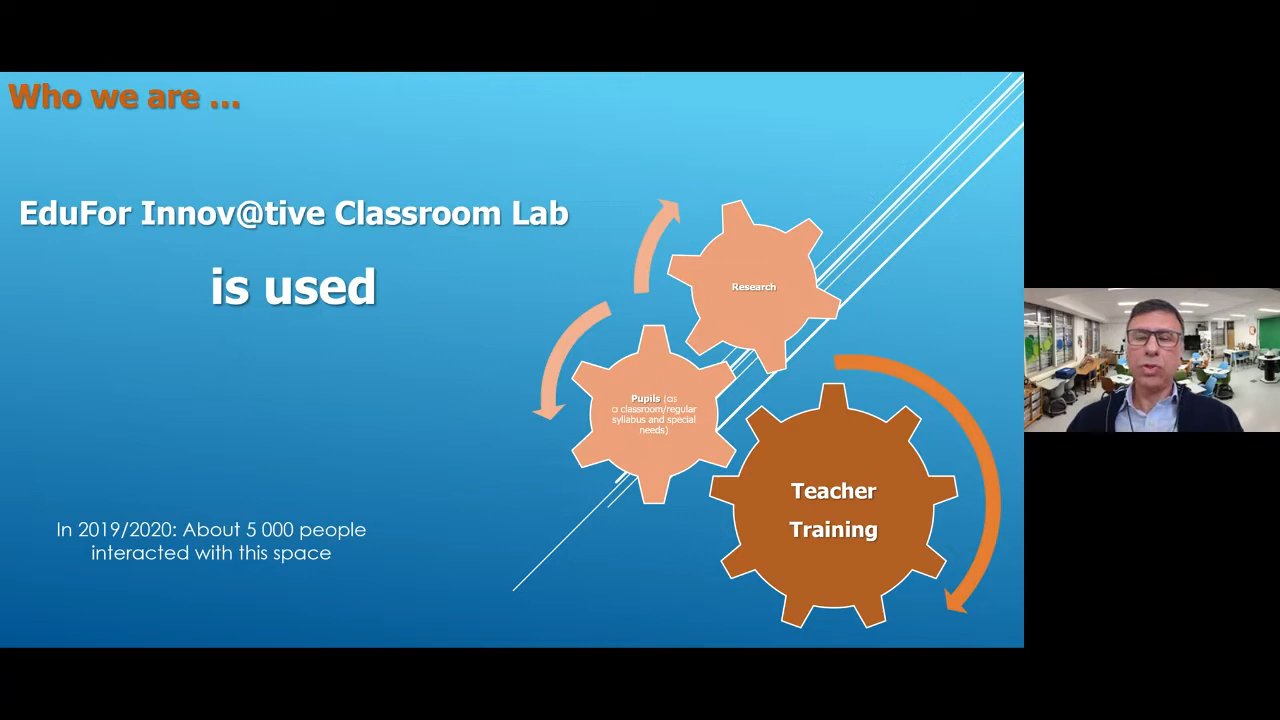 Who we are ...
EduFor Innov@tive Classroom Lab
is used
Research
Pupils (as
a classroom/regular
syllabus and special
needs)
Teacher
Training
In 2019/2020: About 5 000 people
interacted with this space